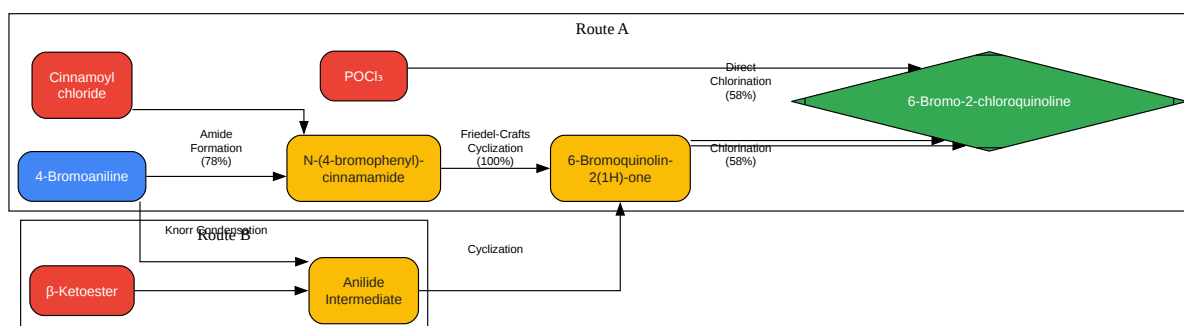 Route A
Cinnamoyl
chloride
POCl₃
Direct
Chlorination
(58%)
6-Bromo-2-chloroquinoline
Amide
Formation
(78%)
Friedel-Crafts
Cyclization
(100%)
4-Bromoaniline
N-(4-bromophenyl)-
cinnamamide
6-Bromoquinolin-
2(1H)-one
Chlorination
(58%)
Knorr Condensation
Route B
Cyclization
β-Ketoester
Anilide
Intermediate